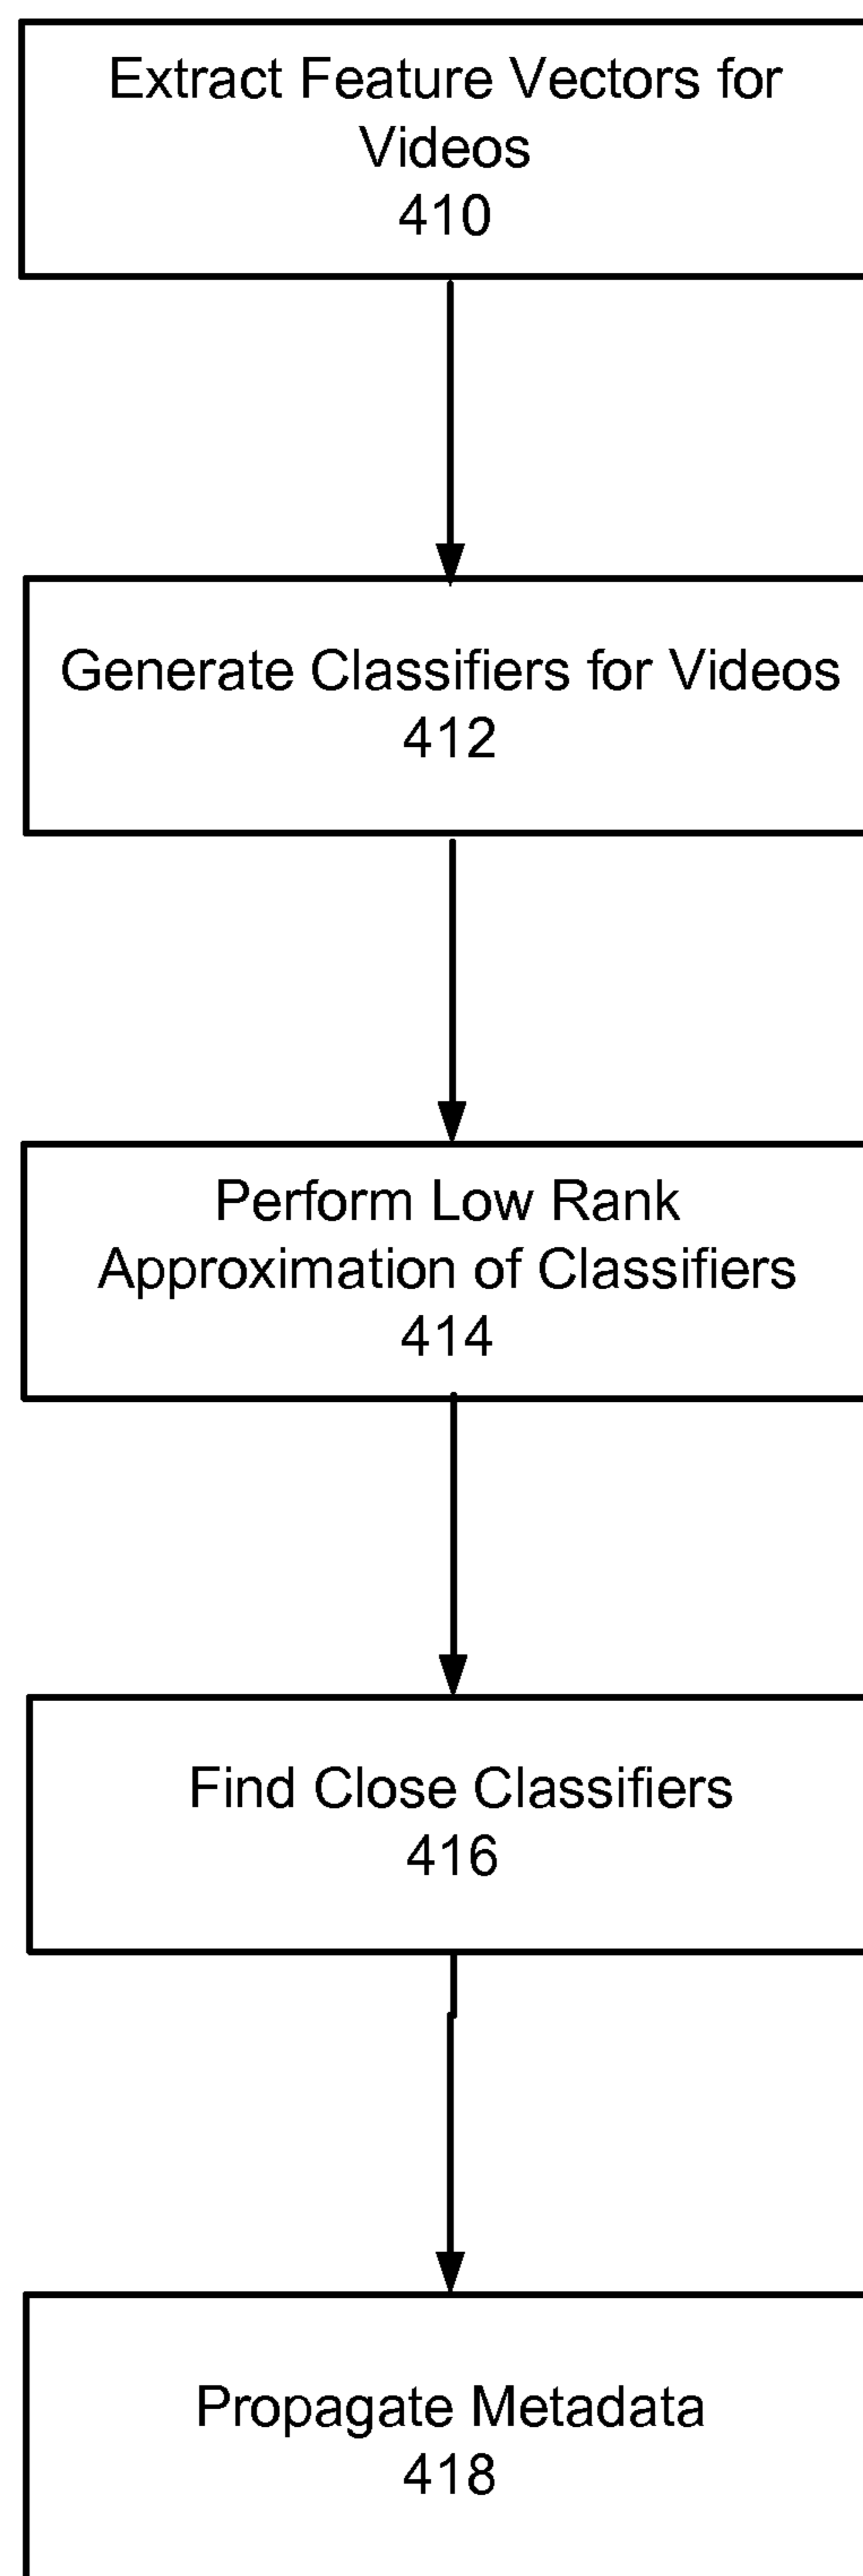 Extract Feature Vectors for
Videos
410
Generate Classifiers for Videos
412
Perform Low Rank
Approximation of Classifiers
414
Find Close Classifiers
416
Propagate Metadata
418